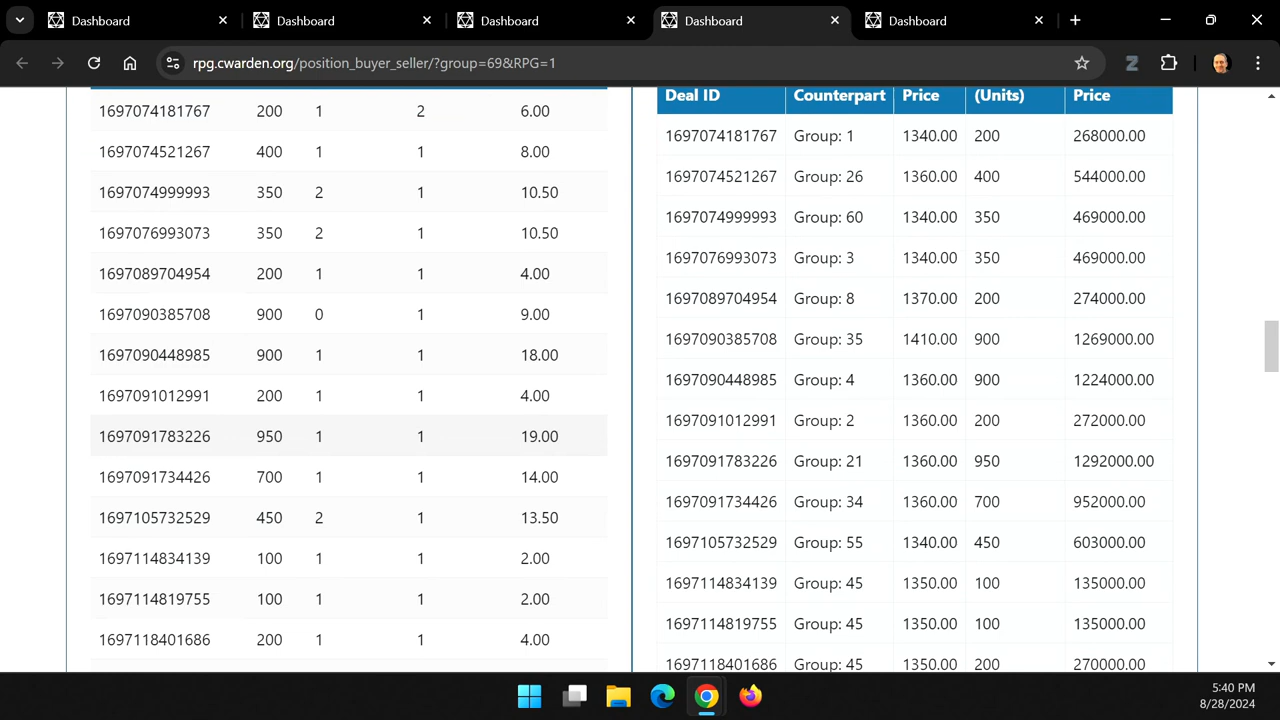 Dashboard
Dashboard
Dashboard
Dashboard
Dashboard
rpg.cwarden.org/position_buyer_seller/?group=69&RPG=1
1697074181767 200 1 2 6.00
1697074521267 400 1 1 8.00
1697074999993 350 2 1 10.50
1697076993073 350 2 1 10.50
1697089704954 200 1 1 4.00
1697090385708 900 0 1 9.00
1697090448985 900 1 1 18.00
1697091012991 200 1 1 4.00
1697091783226 950 1 1 19.00
1697091734426 700 1 1 14.00
1697105732529 450 2 1 13.50
1697114834139 100 1 1 2.00
1697114819755 100 1 1 2.00
1697118401686 200 1 1 4.00
Deal ID Counterpart Price (Units) Price
1697074181767 Group: 1 1340.00 200 268000.00
1697074521267 Group: 26 1360.00 400 544000.00
1697074999993 Group: 60 1340.00 350 469000.00
1697076993073 Group: 3 1340.00 350 469000.00
1697089704954 Group: 8 1370.00 200 274000.00
1697090385708 Group: 35 1410.00 900 1269000.00
1697090448985 Group: 4 1360.00 900 1224000.00
1697091012991 Group: 2 1360.00 200 272000.00
1697091783226 Group: 21 1360.00 950 1292000.00
1697091734426 Group: 34 1360.00 700 952000.00
1697105732529 Group: 55 1340.00 450 603000.00
1697114834139 Group: 45 1350.00 100 135000.00
1697114819755 Group: 45 1350.00 100 135000.00
1697118401686 Group: 45 1350.00 200 270000.00
5:40 PM
8/28/2024